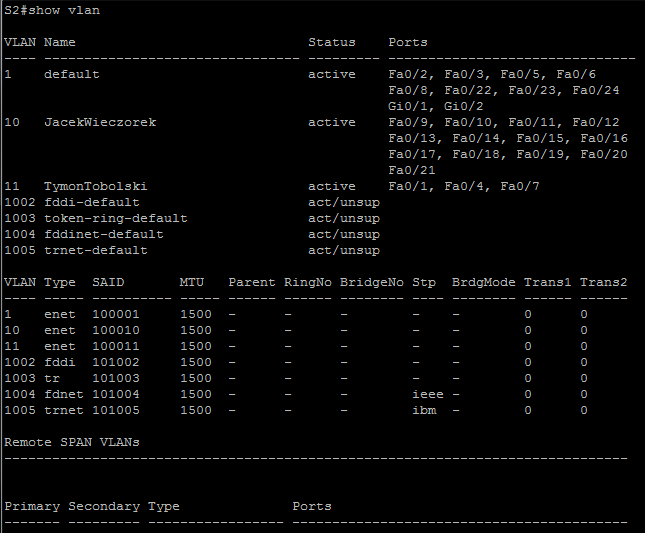 S2#show vlan
VLAN Name                             Status    Ports
---- -------------------------------- --------- -------------------------------
1    default                          active    Fa0/2, Fa0/3, Fa0/5, Fa0/6
                                                Fa0/8, Fa0/22, Fa0/23, Fa0/24
                                                Gi0/1, Gi0/2
10   JacekWieczorek                   active    Fa0/9, Fa0/10, Fa0/11, Fa0/12
                                                Fa0/13, Fa0/14, Fa0/15, Fa0/16
                                                Fa0/17, Fa0/18, Fa0/19, Fa0/20
                                                Fa0/21
11   TymonTobolski                    active    Fa0/1, Fa0/4, Fa0/7
1002 fddi-default                     act/unsup
1003 token-ring-default               act/unsup
1004 fddinet-default                  act/unsup
1005 trnet-default                    act/unsup
VLAN Type  SAID       MTU   Parent RingNo BridgeNo Stp  BrdgMode Trans1 Trans2
---- ----- ---------- ----- ------ ------ -------- ---- -------- ------ ------
1    enet  100001     1500  -      -      -        -    -        0      0
10   enet  100010     1500  -      -      -        -    -        0      0
11   enet  100011     1500  -      -      -        -    -        0      0
1002 fddi  101002     1500  -      -      -        -    -        0      0
1003 tr    101003     1500  -      -      -        -    -        0      0
1004 fdnet 101004     1500  -      -      -        ieee -        0      0
1005 trnet 101005     1500  -      -      -        ibm  -        0      0
Remote SPAN VLANs
------------------------------------------------------------------------------
Primary Secondary Type              Ports
------- --------- ----------------- ------------------------------------------